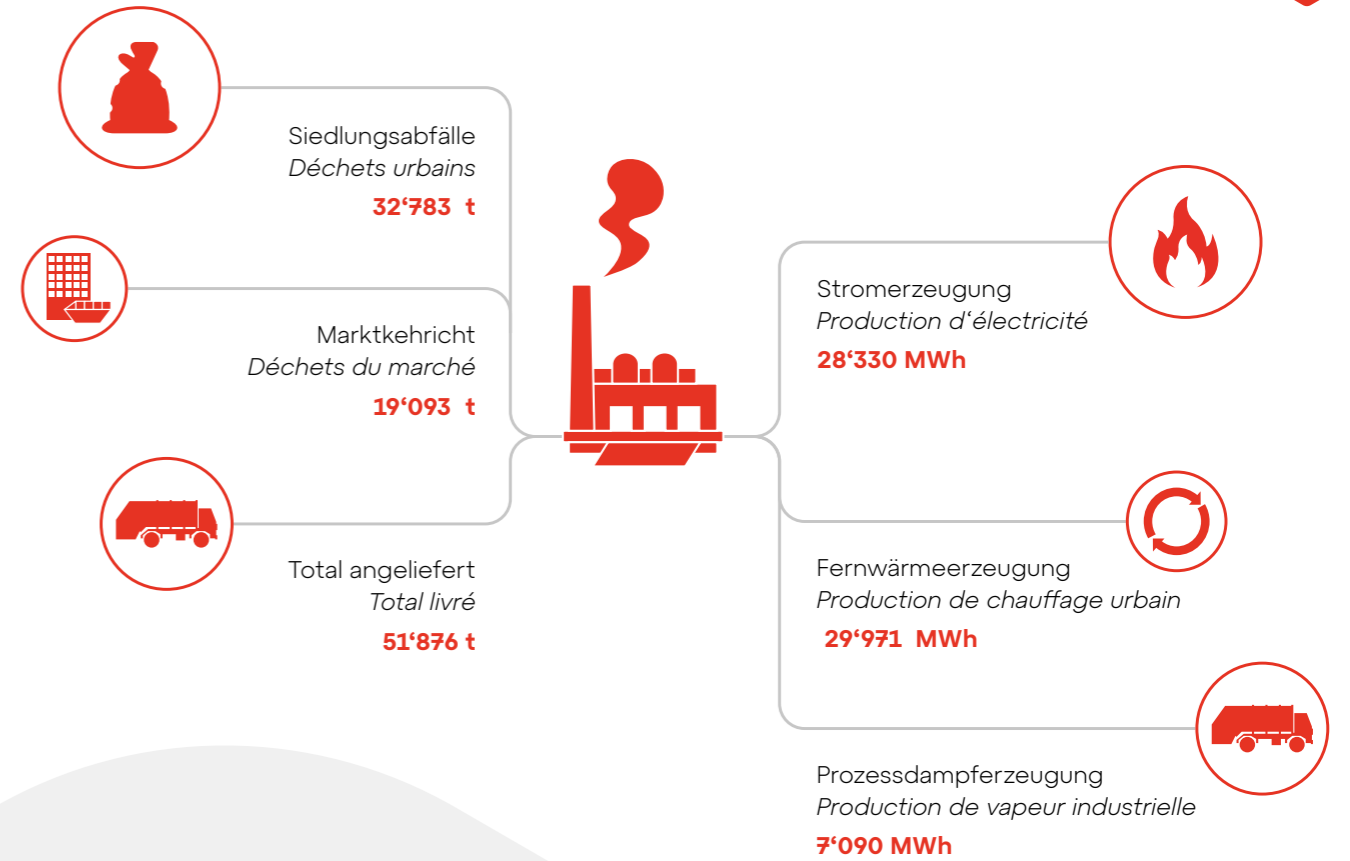 Siedlungsabfälle
Déchets urbains
32‘783 t
Marktkehricht
Déchets du marché
19‘093 t
Total angeliefert
Total livré
51‘876 t
Stromerzeugung
Production d‘électricité
28‘330 MWh
Fernwärmeerzeugung
Production de chauffage urbain
29‘971 MWh
Prozessdampferzeugung
Production de vapeur industrielle
7‘090 MWh